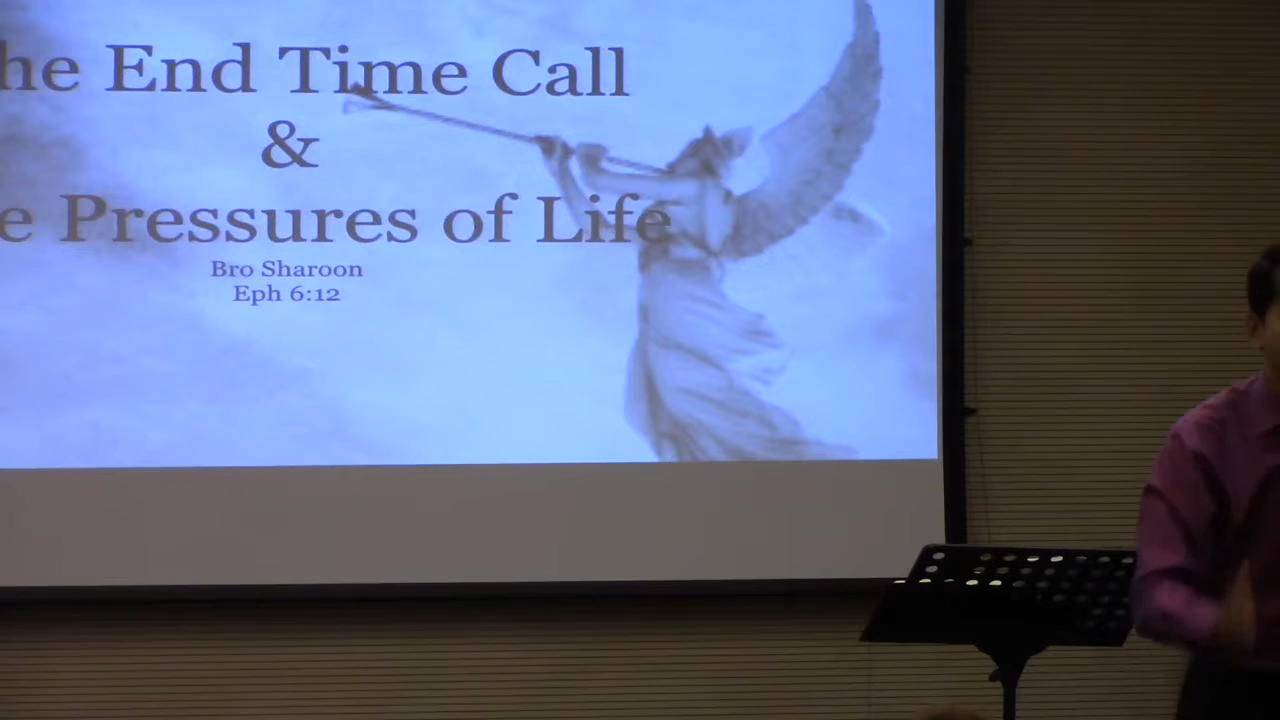 he End Time Call
&
e Pressures of Life
Bro Sharoon
Eph 6:12